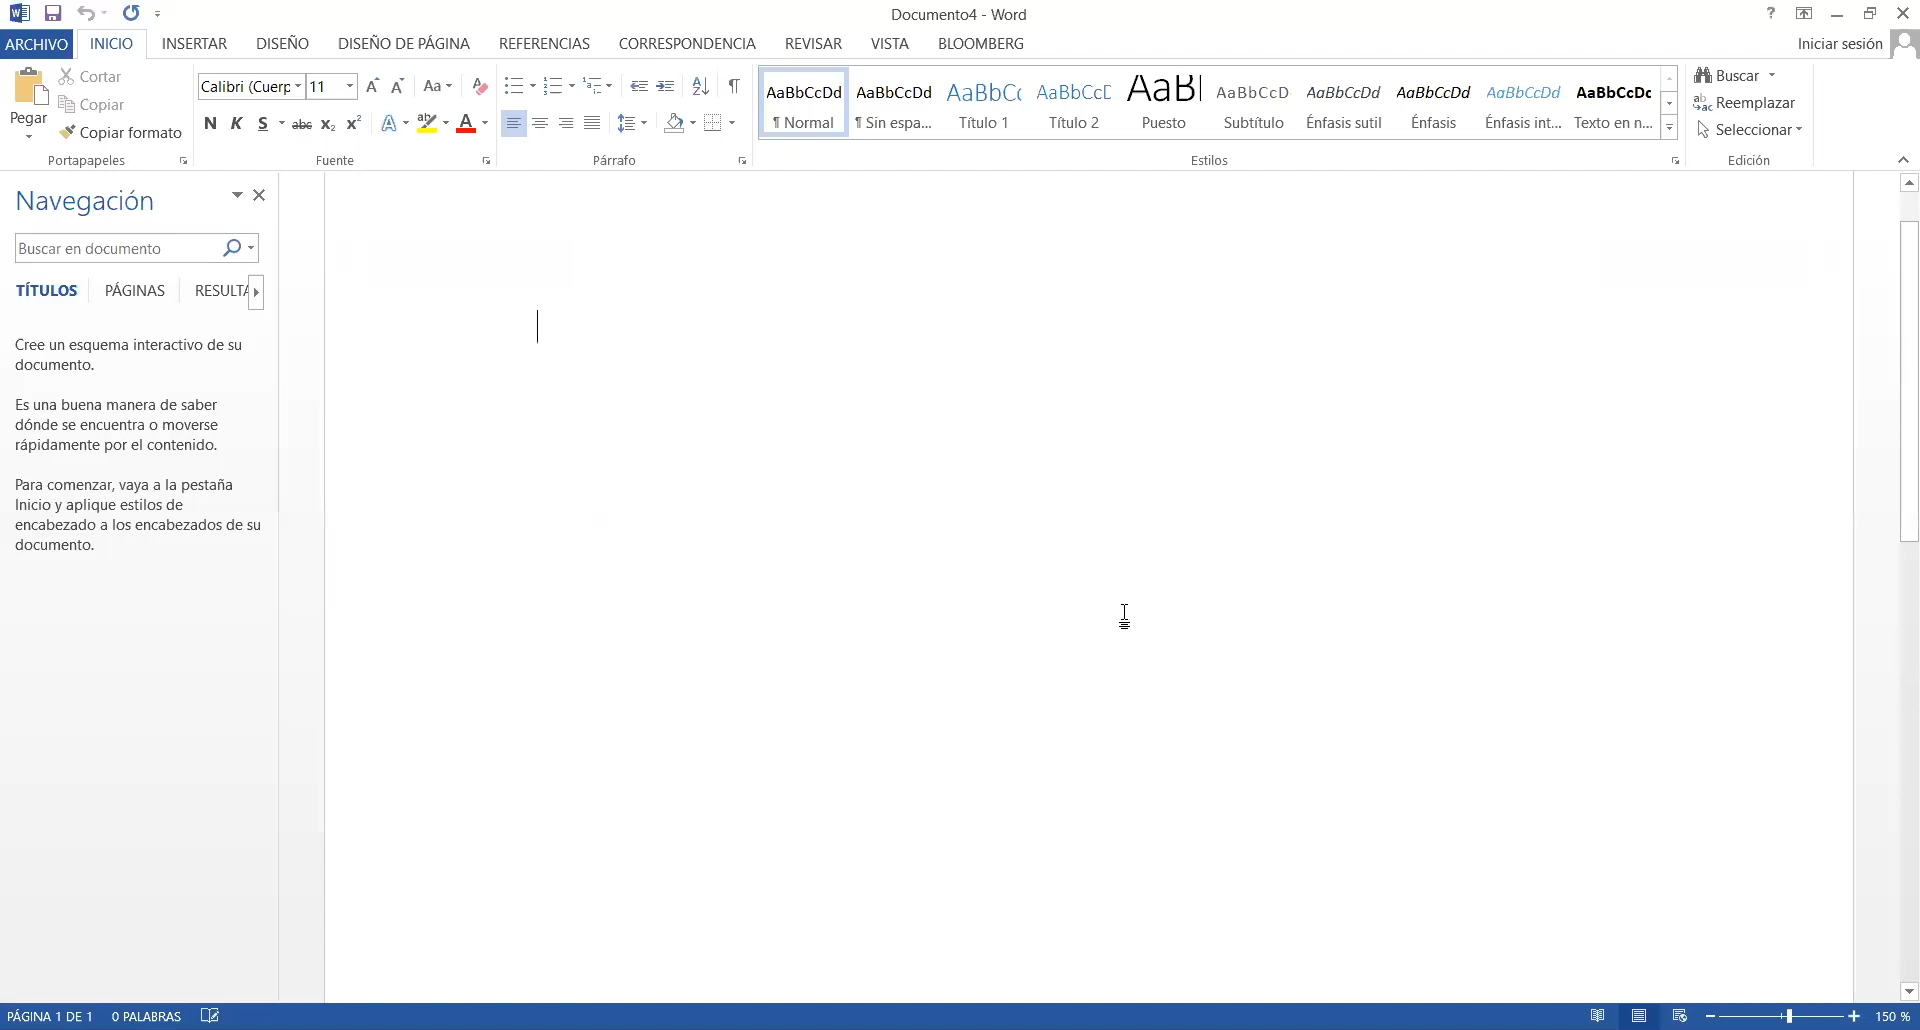 Documento4 - Word
?
ARCHIVO INICIO INSERTAR DISEÑO DISEÑO DE PÁGINA REFERENCIAS CORRESPONDENCIA REVISAR VISTA BLOOMBERG Iniciar sesión
Pegar
Cortar
Copiar
Copiar formato
Portapapeles
Calibri (Cuerp 11 Aa
N K S abc x₂ x² A ab A
Fuente
Párrafo
AaBbCcDd AaBbCcDd AaBbCc AaBbCcD AaB AaBbCcD AaBbCcDd AaBbCcDd AaBbCcDd AaBbCcDc
¶ Normal ¶ Sin espa... Título 1 Título 2 Puesto Subtítulo Énfasis sutil Énfasis Énfasis int... Texto en n...
Estilos
Buscar
Reemplazar
Seleccionar
Edición
Navegación
Buscar en documento
TÍTULOS PÁGINAS RESULTA
Cree un esquema interactivo de su
documento.
Es una buena manera de saber
dónde se encuentra o moverse
rápidamente por el contenido.
Para comenzar, vaya a la pestaña
Inicio y aplique estilos de
encabezado a los encabezados de su
documento.
PÁGINA 1 DE 1 0 PALABRAS 150 %